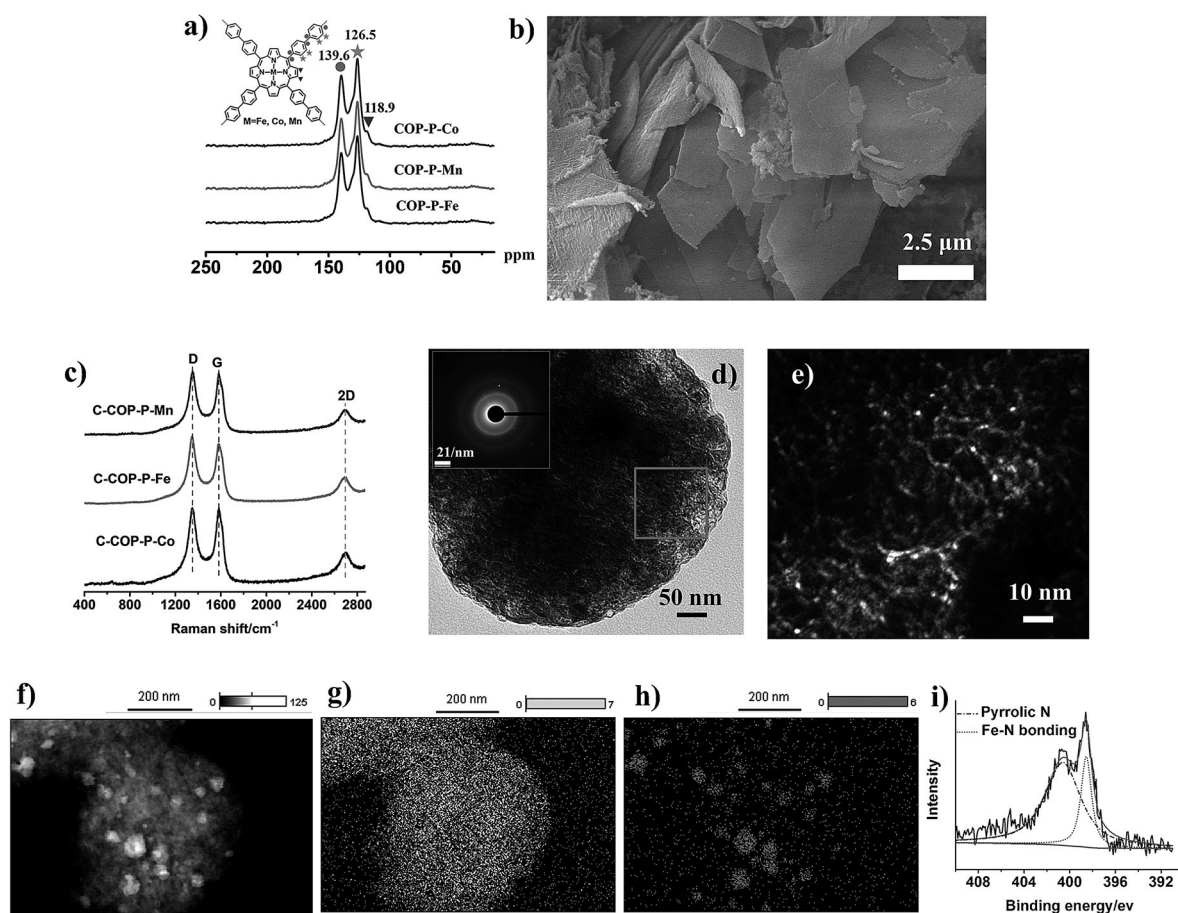 a)
126.5
139.6
118.9
N
N M N
N
M=Fe, Co, Mn
COP-P-Co
COP-P-Mn
COP-P-Fe
250 200 150 100 50
ppm
b)
2.5 µm
c)
D G
2D
C-COP-P-Mn
C-COP-P-Fe
C-COP-P-Co
400 800 1200 1600 2000 2400 2800
Raman shift/cm-1
d)
21/nm
50 nm
e)
10 nm
f)
200 nm
0 125
g)
200 nm
0 7
h)
200 nm
0 6
i)
Pyrrolic N
Fe-N bonding
Intensity
408 404 400 396 392
Binding energy/ev